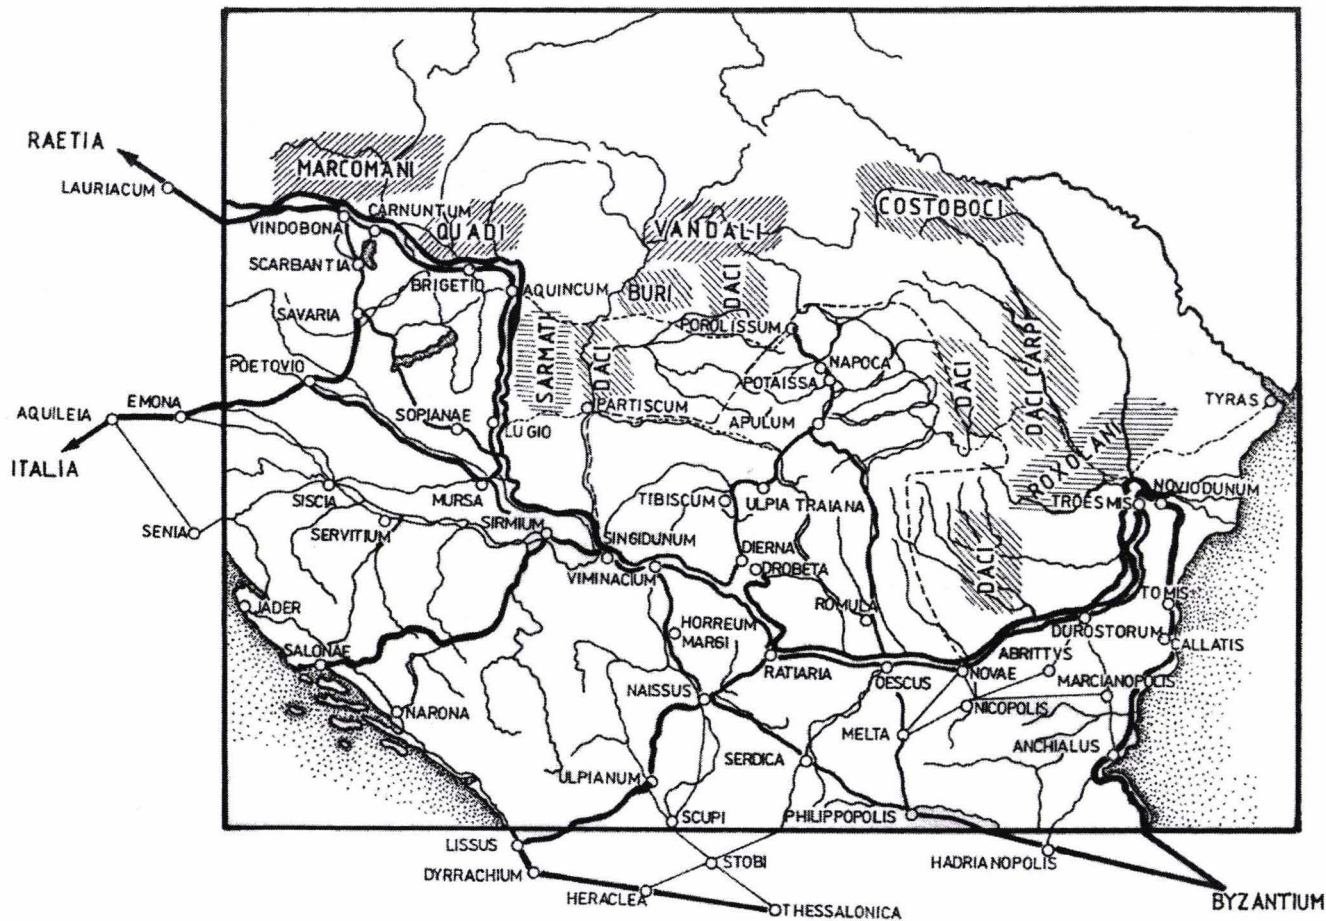 RAETIA
LAURIACUM
MARCOMANI
CARNUNTUM
VINDOBONA
QUADI
VANDALI
COSTOBOCI
SCARBANTIA
BRIGETIO
AQUINCUM
BURI
DACI
SAVARIA
POROLISSUM
SARMATI
DACI
NAPOCA
POTAISSA
DACI
DACI CARPI
POETOVIO
AQUILEIA
EMONA
SOPIANAE
LUGIO
PARTISCUM
APULUM
TYRAS
ITALIA
ROXOLANI
SISCIA
MURSA
TIBISCUM
ULPIA TRAIANA
NOVIODUNUM
TROESMIS
SENIA
SERVITIUM
SIRMIUM
SINGIDUNUM
DIERNA
DROBETA
DACI
VIMINACIUM
JADER
ROMULA
TOMIS
HORREUM
MARGI
DUROSTORUM
CALLATIS
SALONAE
RATIARIA
OESCUS
NOVAE
ABRITTVS
MARCIANOPOLIS
NAISSUS
NARONA
NICOPOLIS
MELTA
ANCHIALUS
SERDICA
ULPIANUM
SCUPI
PHILIPPOPOLIS
LISSUS
STOBI
HADRIANOPOLIS
DYRRACHIUM
HERACLEA
THESSALONICA
BYZANTIUM